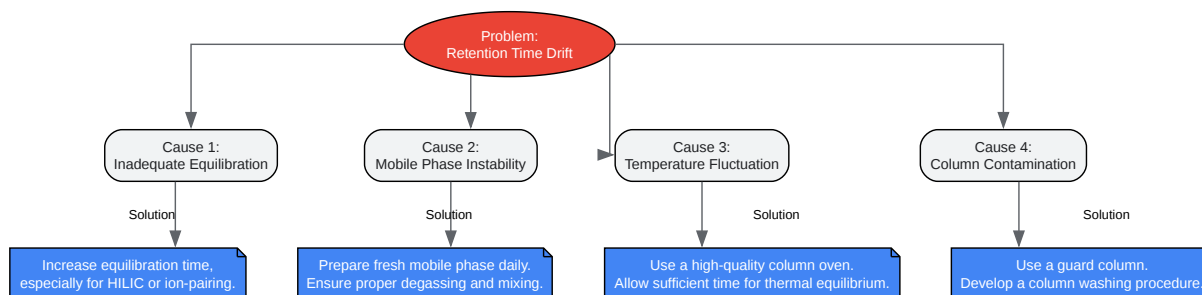 Problem:
Retention Time Drift
Cause 1:
Inadequate Equilibration
Cause 2:
Mobile Phase Instability
Cause 3:
Temperature Fluctuation
Cause 4:
Column Contamination
Solution
Solution
Solution
Solution
Increase equilibration time,
especially for HILIC or ion-pairing.
Prepare fresh mobile phase daily.
Ensure proper degassing and mixing.
Use a high-quality column oven.
Allow sufficient time for thermal equilibrium.
Use a guard column.
Develop a column washing procedure